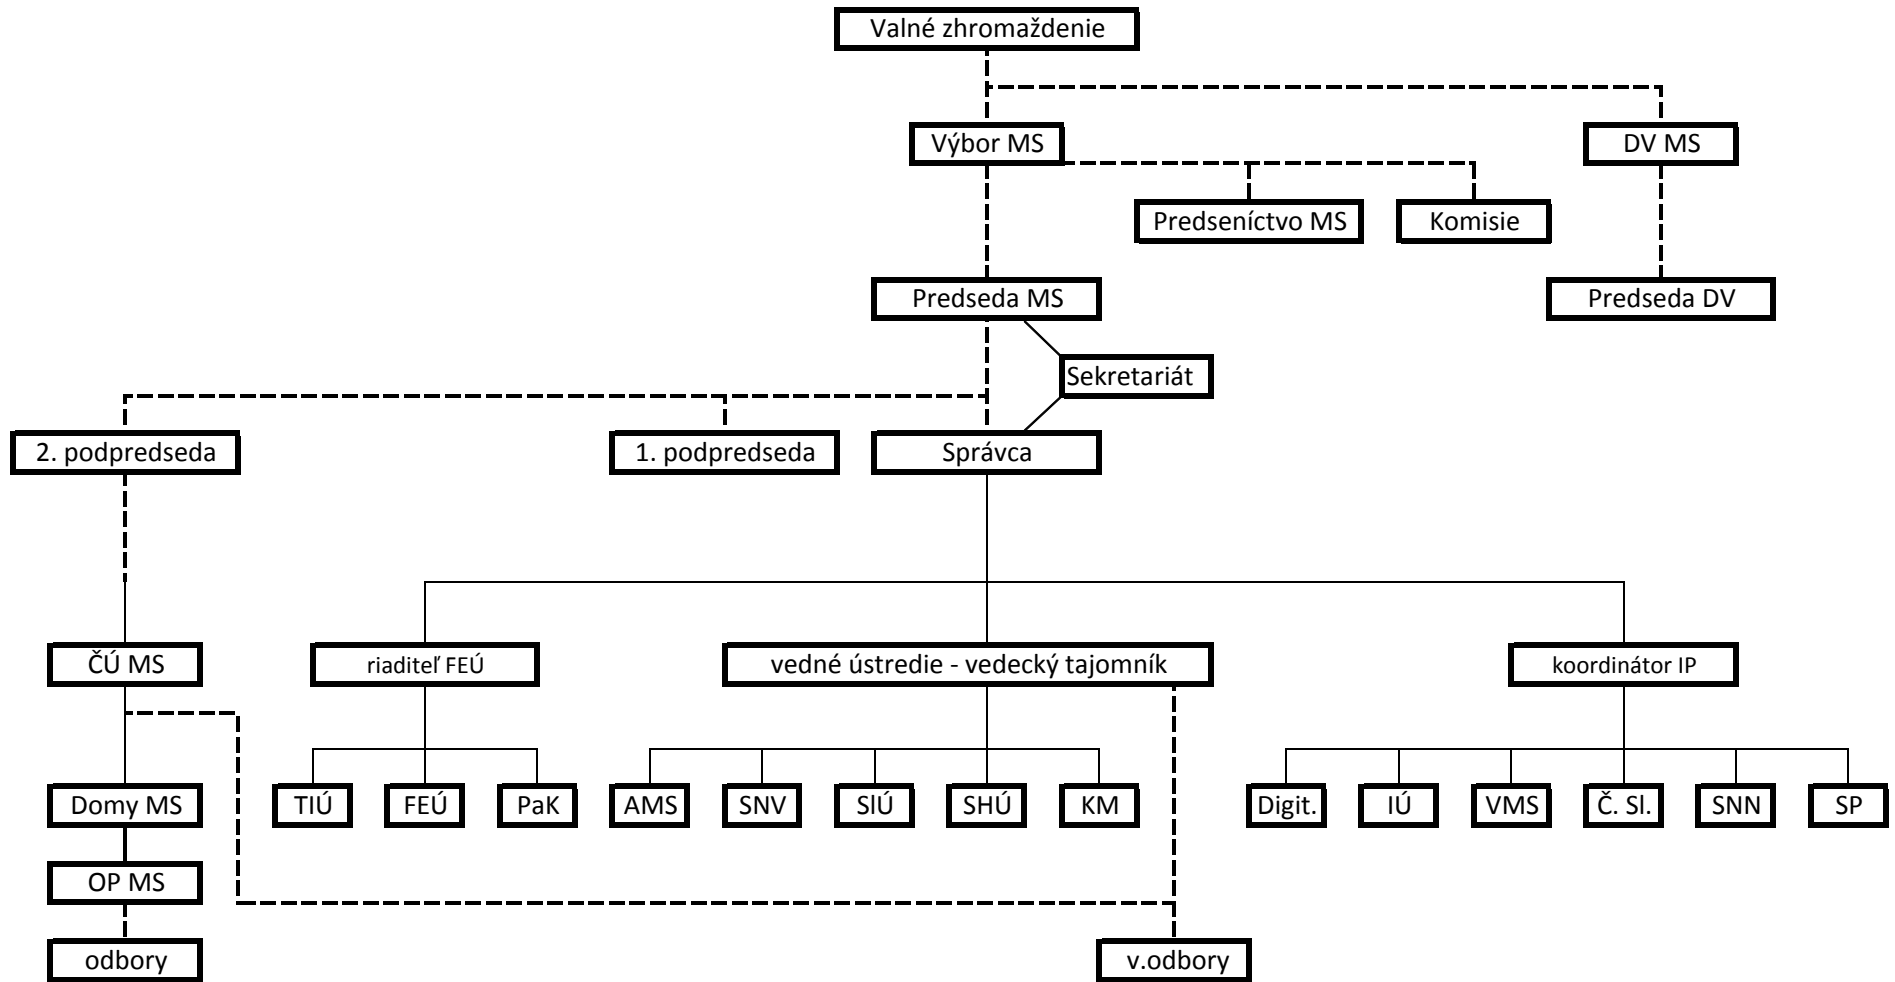 Valné zhromaždenie
Výbor MS
DV MS
Predseníctvo MS
Komisie
Predseda MS
Predseda DV
Sekretariát
2. podpredseda
1. podpredseda
Správca
ČÚ MS
riaditeľ FEÚ
vedné ústredie - vedecký tajomník
koordinátor IP
Domy MS
TIÚ
FEÚ
PaK
AMS
SNV
SlÚ
SHÚ
KM
Digit.
IÚ
VMS
Č. Sl.
SNN
SP
OP MS
odbory
v.odbory